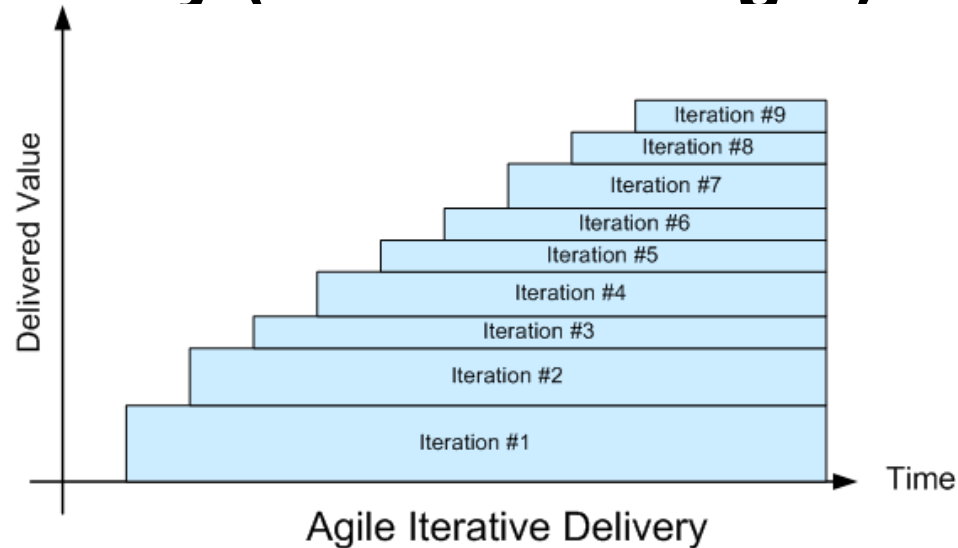 Iteration #9
Iteration #8
Iteration #7
Iteration #6
Iteration #5
Iteration #4
Iteration #3
Iteration #2
Iteration #1
Delivered Value
Time
Agile Iterative Delivery